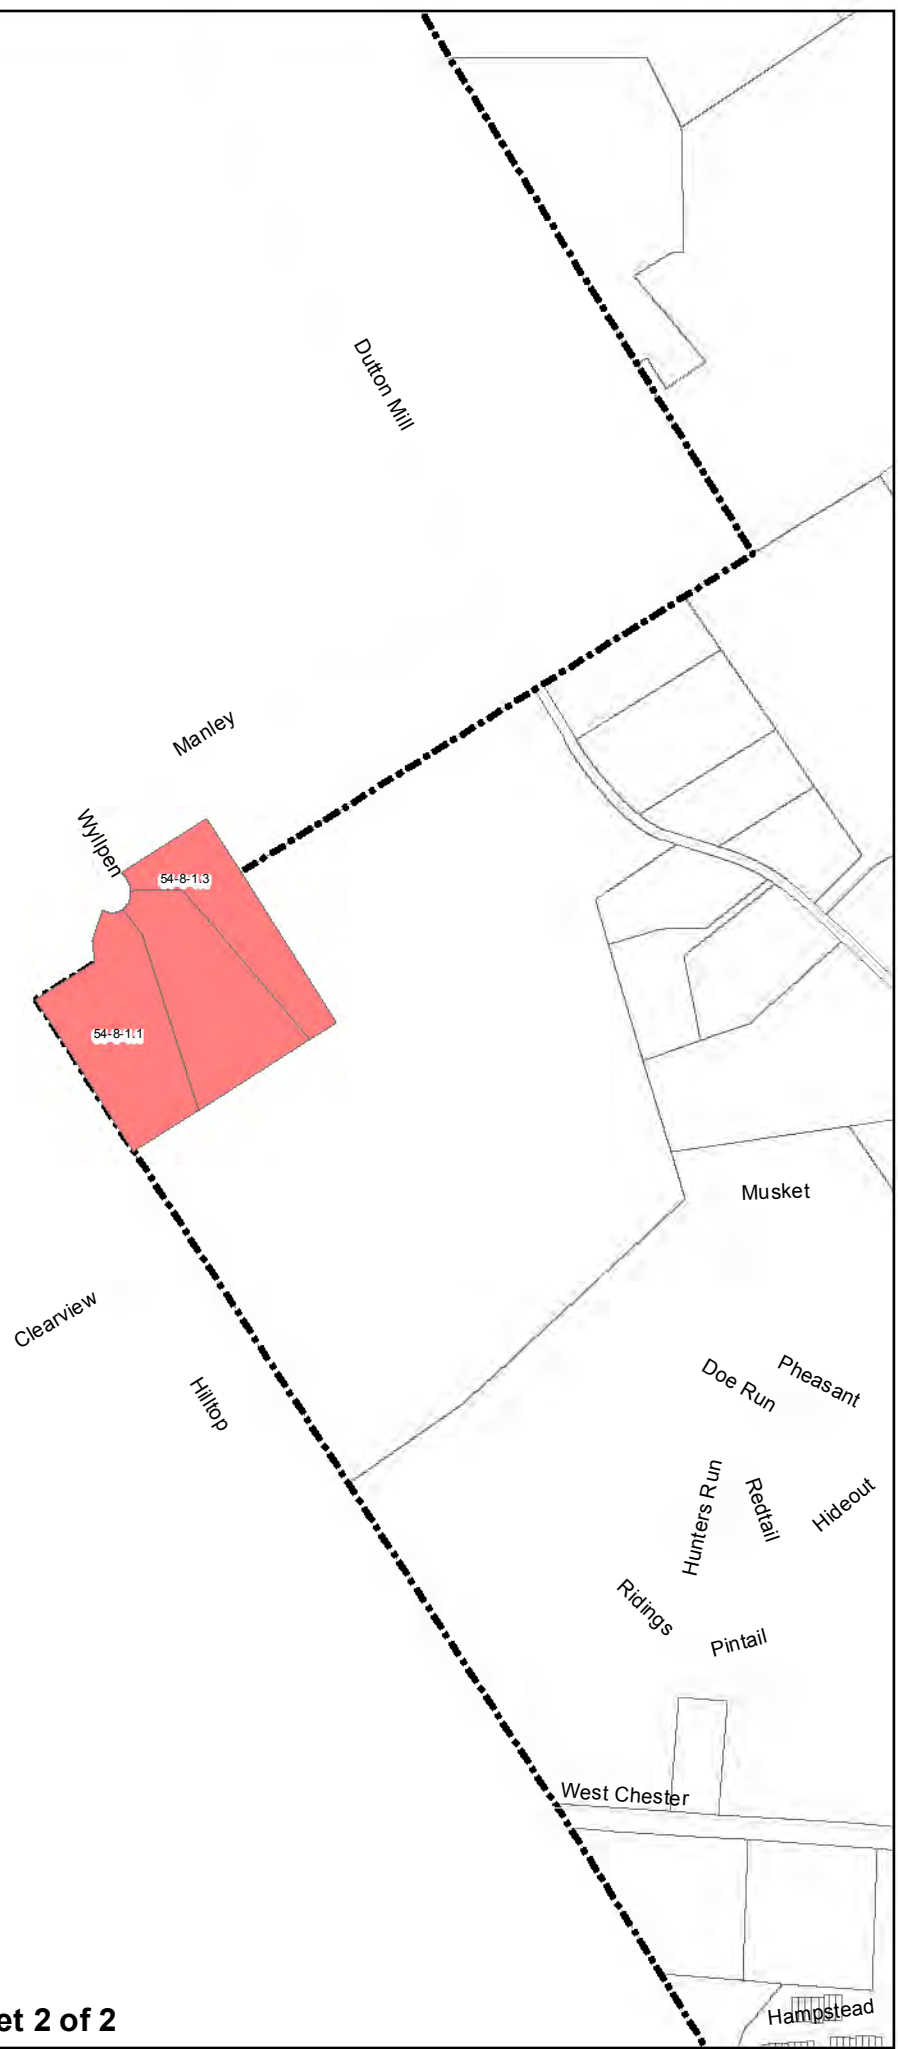 Dutton Mill
Manley
Wyllpen
54-8-1.3
54-8-1.1
Musket
Clearview
Hilltop
Doe Run
Pheasant
Hunters Run
Redtail
Hideout
Ridings
Pintail
West Chester
Hampstead
et 2 of 2